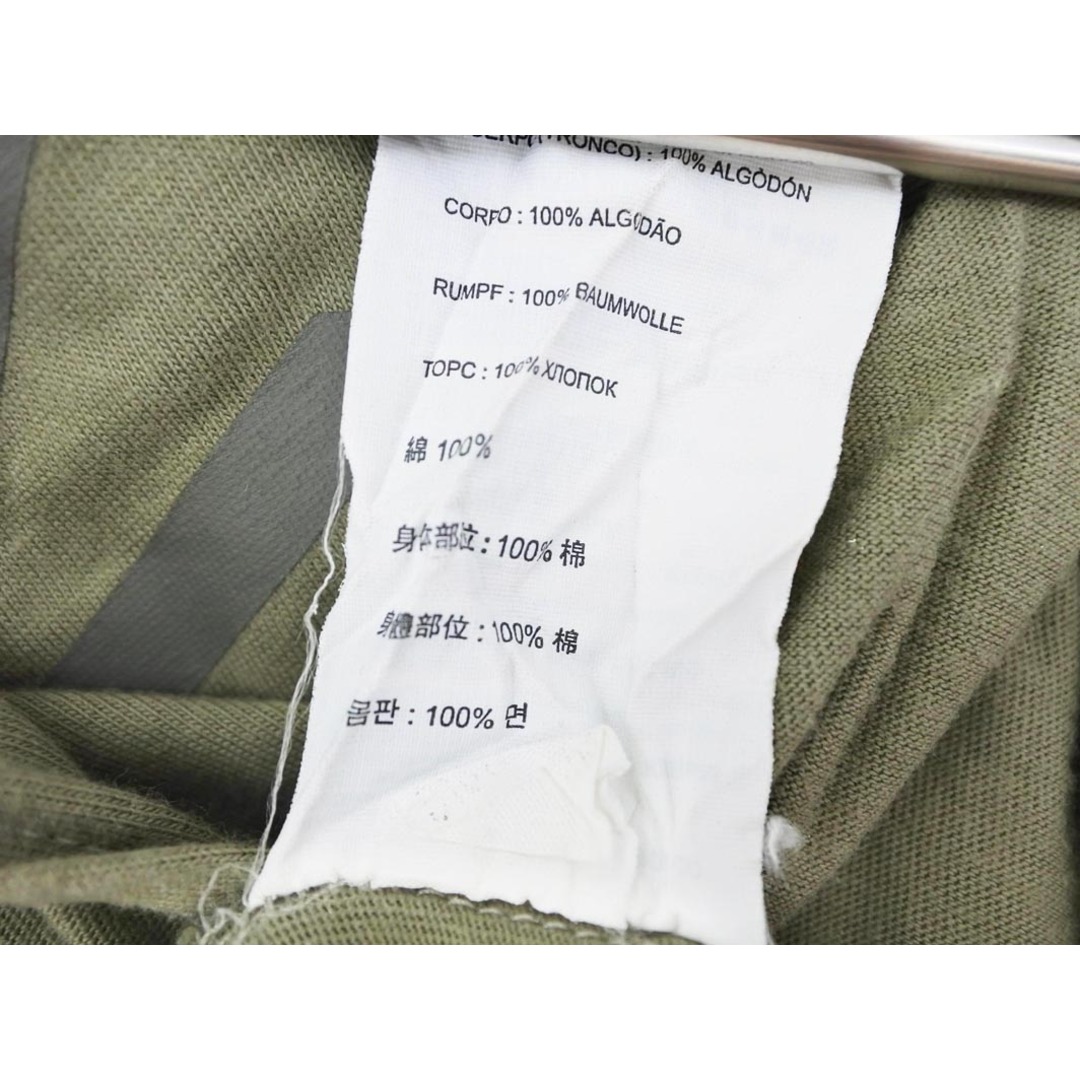 (TRONCO) : 100% ALGODÓN
CORPO : 100% ALGODÃO
RUMPF : 100% BAUMWOLLE
ТОРС : 100% ХЛОПОК
綿 100%
身体部位 : 100% 棉
身體部位 : 100% 棉
몸판 : 100% 면